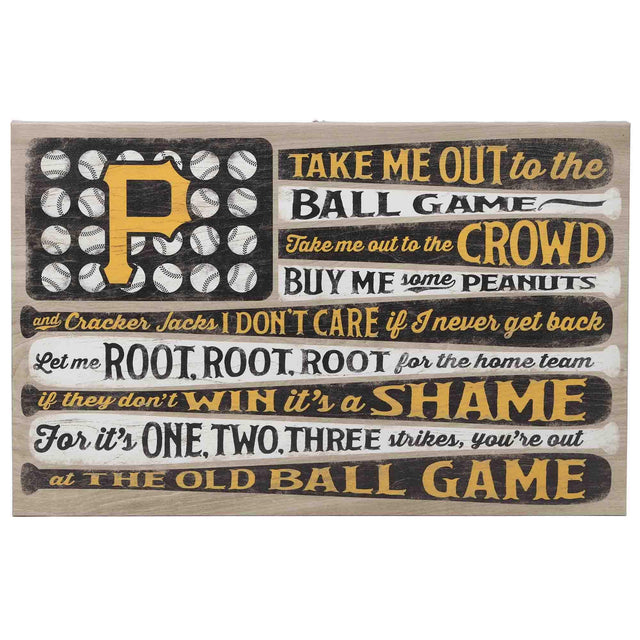 P
TAKE ME OUT to the
BALL GAME
Take me out to the CROWD
BUY ME some PEANUTS
and Cracker Jacks I DON'T CARE if I never get back
Let me ROOT, ROOT, ROOT for the home team
if they don't WIN it's a SHAME
For it's ONE, TWO, THREE strikes, you're out
at THE OLD BALL GAME